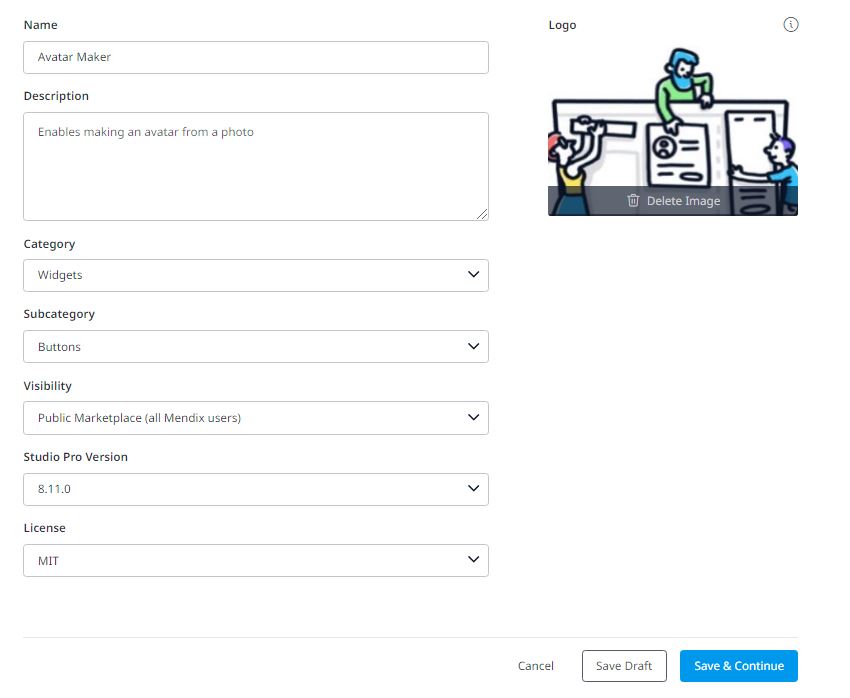 Name
Avatar Maker
Description
Enables making an avatar from a photo
Category
Widgets
Subcategory
Buttons
Visibility
Public Marketplace (all Mendix users)
Studio Pro Version
8.11.0
License
MIT
Logo
Delete Image
Cancel
Save Draft
Save & Continue